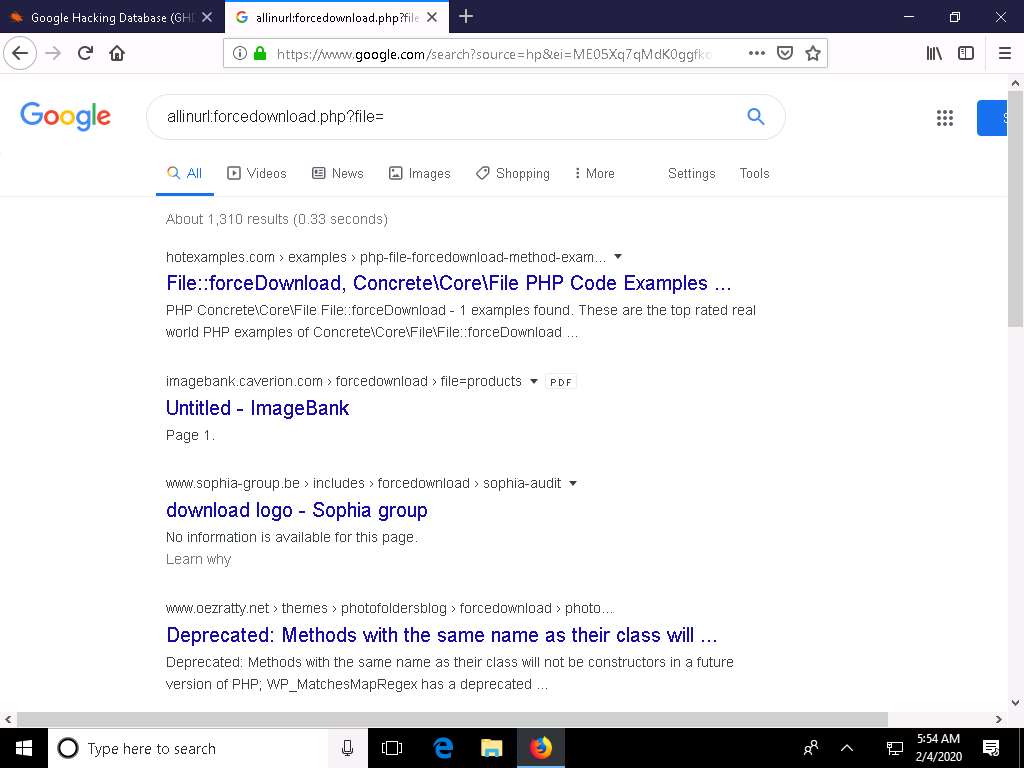 Google Hacking Database (GHD
allinurl:forcedownload.php?file
https://www.google.com/search?source=hp&ei=ME05Xq7qMdK0ggfko
Google
allinurl:forcedownload.php?file=
S
All
Videos
News
Images
Shopping
More
Settings
Tools
About 1,310 results (0.33 seconds)
hotexamples.com › examples › php-file-forcedownload-method-exam...
File::forceDownload, Concrete\Core\File PHP Code Examples ...
PHP Concrete\Core\File File::forceDownload - 1 examples found. These are the top rated real
world PHP examples of Concrete\Core\File\File::forceDownload ...
imagebank.caverion.com › forcedownload › file=products
PDF
Untitled - ImageBank
Page 1.
www.sophia-group.be › includes › forcedownload › sophia-audit
download logo - Sophia group
No information is available for this page.
Learn why
www.oezratty.net › themes › photofoldersblog › forcedownload › photo...
Deprecated: Methods with the same name as their class will ...
Deprecated: Methods with the same name as their class will not be constructors in a future
version of PHP; WP_MatchesMapRegex has a deprecated ...
Type here to search
5:54 AM
2/4/2020